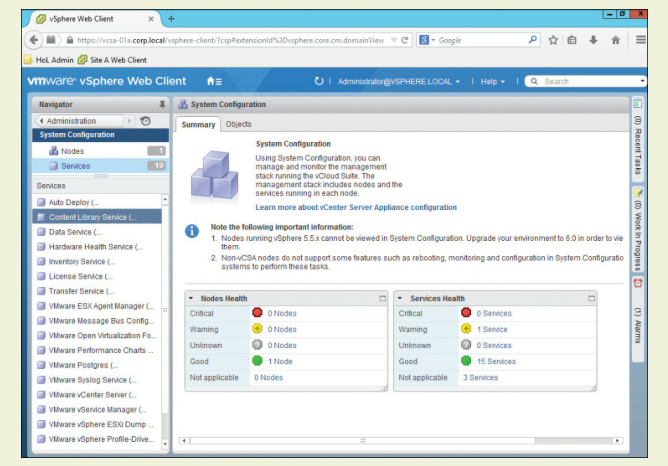 vSphere Web Client
https://vcsa-01a.corp.local/vsphere-client/?csp#extensionId%3Dvsphere.core.cm.domainView
Google
HoL Admin Site A Web Client
vmware® vSphere Web Client
Administrator@VSPHERE.LOCAL
Help
Search
Navigator
Administration
System Configuration
Nodes 1
Services 19
Services
Auto Deploy (...
Content Library Service (...
Data Service (...
Hardware Health Service (...
Inventory Service (...
License Service (...
Transfer Service (...
VMware ESX Agent Manager (...
VMware Message Bus Config...
VMware Open Virtualization Fo...
VMware Performance Charts ...
VMware Postgres (...
VMware Syslog Service (...
VMware vCenter Server (...
VMware vService Manager (...
VMware vSphere ESXi Dump ...
VMware vSphere Profile-Drive...
System Configuration
Summary Objects
System Configuration
Using System Configuration, you can
manage and monitor the management
stack running the vCloud Suite. The
management stack includes nodes and the
services running in each node.
Learn more about vCenter Server Appliance configuration
Note the following important information:
1. Nodes running vSphere 5.5.x cannot be viewed in System Configuration. Upgrade your environment to 6.0 in order to vie
them.
2. Non-vCSA nodes do not support some features such as rebooting, monitoring and configuration in System Configuratio
systems to perform these tasks.
Nodes Health
Critical 0 Nodes
Warning 0 Nodes
Unknown 0 Nodes
Good 1 Node
Not applicable 0 Nodes
Services Health
Critical 0 Services
Warning 1 Service
Unknown 0 Services
Good 15 Services
Not applicable 3 Services
(0) Recent Tasks
(0) Work In Progress
(1) Alarms